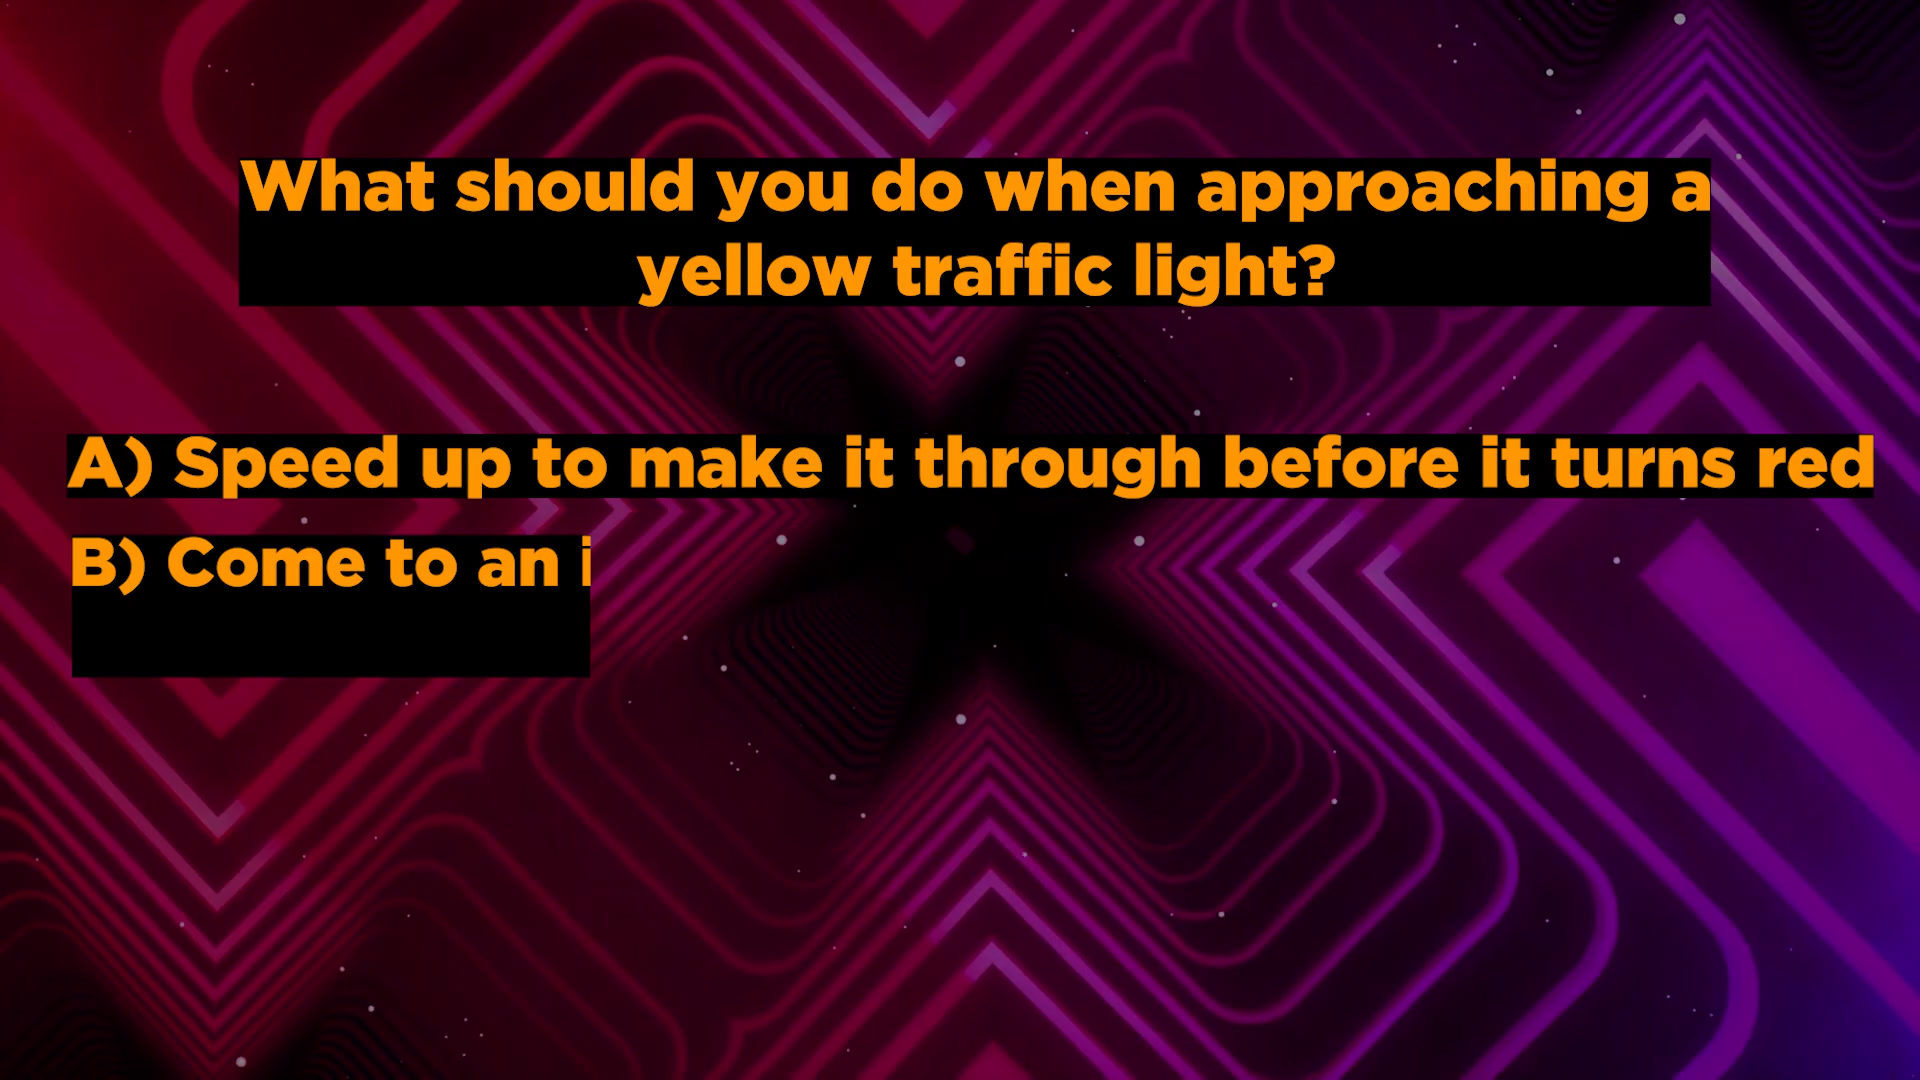 What should you do when approaching a
yellow traffic light?
A) Speed up to make it through before it turns red
B) Come to an